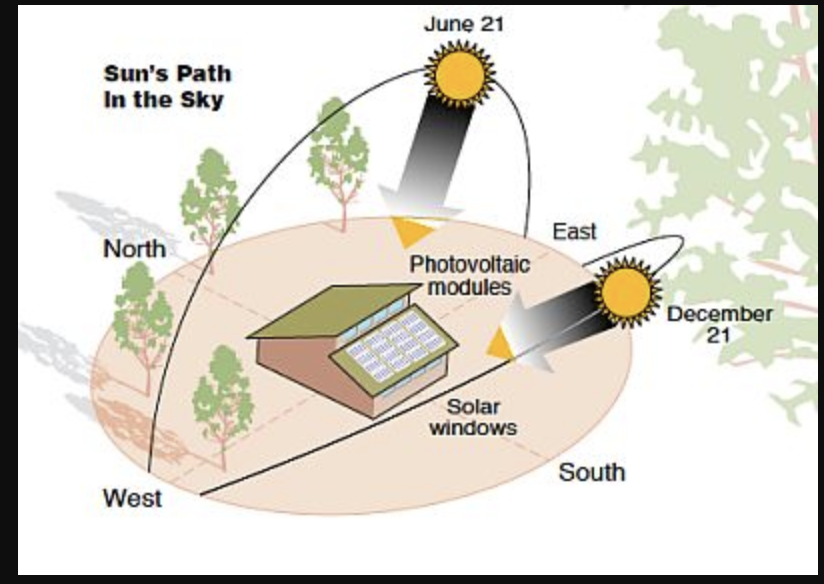 June 21
Sun's Path
In the Sky
North
East
Photovoltaic
modules
December
21
Solar
windows
South
West